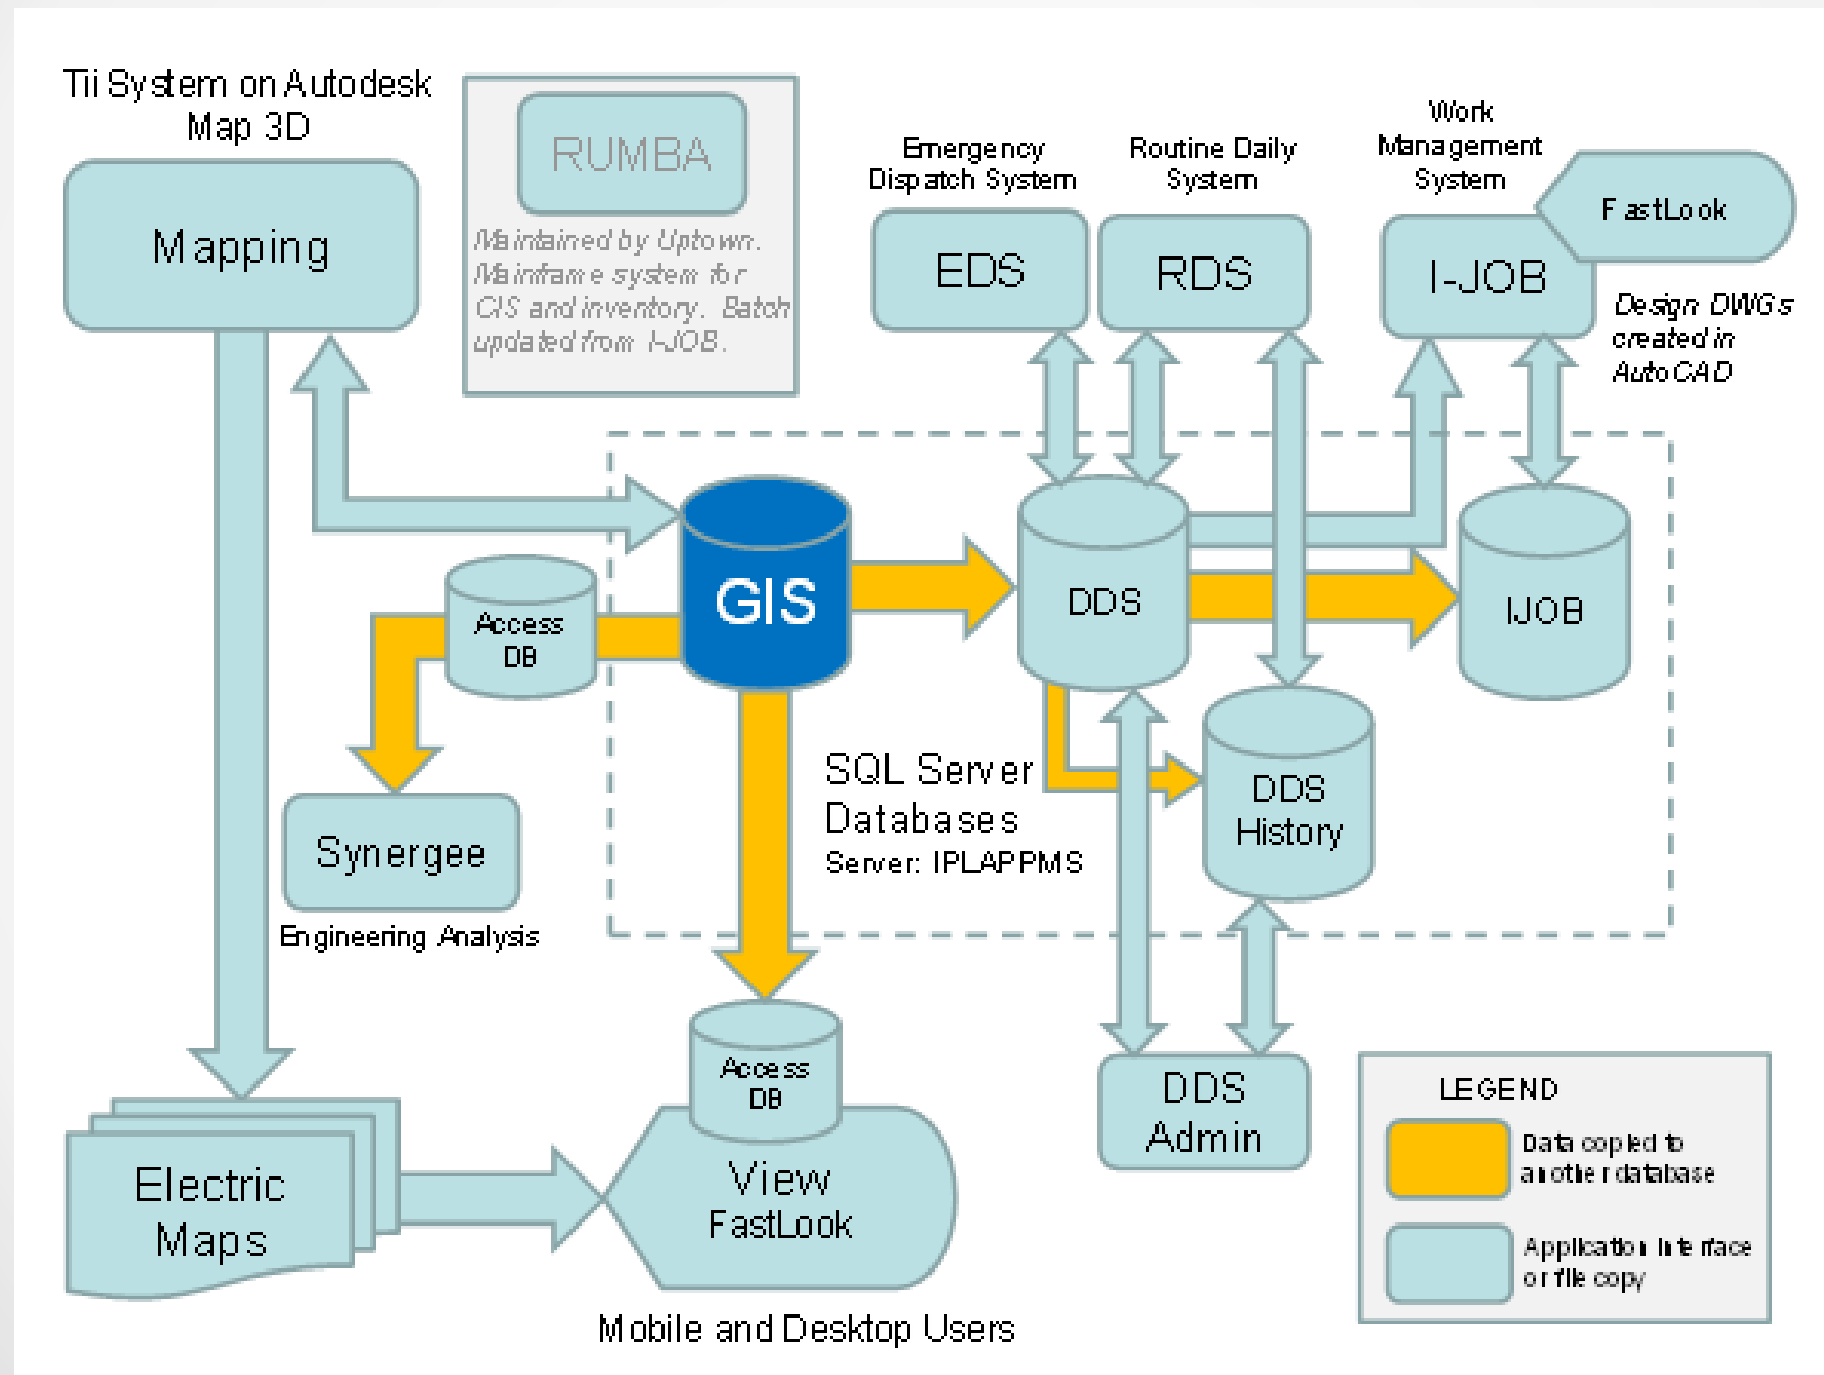 Tii System on Autodesk
Map 3D
Mapping
RUMBA
Maintained by Uptown.
Mainframe system for
CIS and inventory. Batch
updated from I-JOB.
Emergency
Dispatch System
EDS
Routine Daily
System
RDS
Work
Management
System
I-JOB
FastLook
Design DWGs
created in
AutoCAD
GIS
DDS
IJOB
Access
DB
Synergee
Engineering Analysis
SQL Server
Databases
Server: IPLAPPMS
DDS
History
Access
DB
View
FastLook
Mobile and Desktop Users
Electric
Maps
DDS
Admin
LEGEND
Data copied to
another database
Application Interface
or file copy